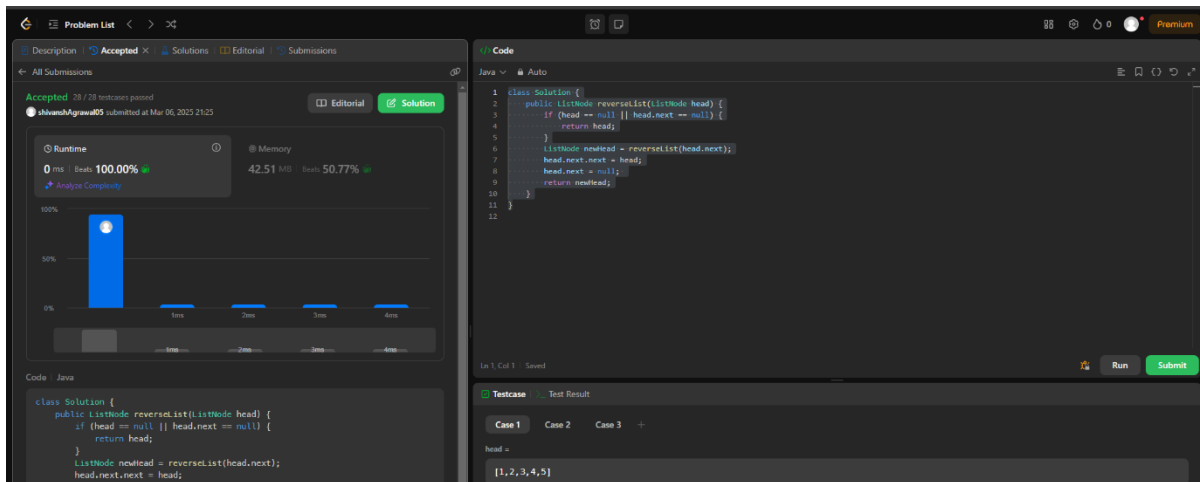 Problem List
0
Premium
Description
Accepted
Solutions
Editorial
Submissions
All Submissions
Accepted 28 / 28 testcases passed
shivanshAgrawal05 submitted at Mar 06, 2025 21:25
Editorial
Solution
Runtime
0 ms Beats 100.00%
Analyze Complexity
Memory
42.51 MB Beats 50.77%
100%
50%
0%
1ms 2ms 3ms 4ms
1ms 2ms 3ms 4ms
Code Java
class Solution {
public ListNode reverseList(ListNode head) {
if (head == null || head.next == null) {
return head;
}
ListNode newHead = reverseList(head.next);
head.next.next = head;
</> Code
Java Auto
1 class Solution {
2 public ListNode reverseList(ListNode head) {
3 if (head == null || head.next == null) {
4 return head;
5 }
6 ListNode newHead = reverseList(head.next);
7 head.next.next = head;
8 head.next = null;
9 return newHead;
10 }
11 }
12
Ln 1, Col 1 Saved
Run
Submit
Testcase
>_ Test Result
Case 1 Case 2 Case 3 +
head =
[1,2,3,4,5]